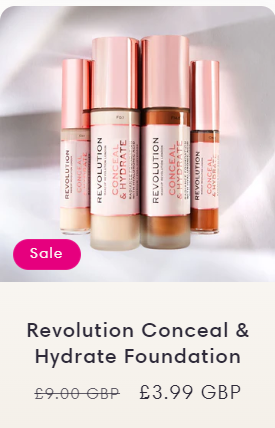 REVOLUTION
CONCEAL
& HYDRATE
REVOLUTION
CONCEAL
& HYDRATE
REVOLUTION
CONCEAL
& HYDRATE
REVOLUTION
CONCEAL
& HYDRATE
Sale
Revolution Conceal &
Hydrate Foundation
£9.00 GBP £3.99 GBP